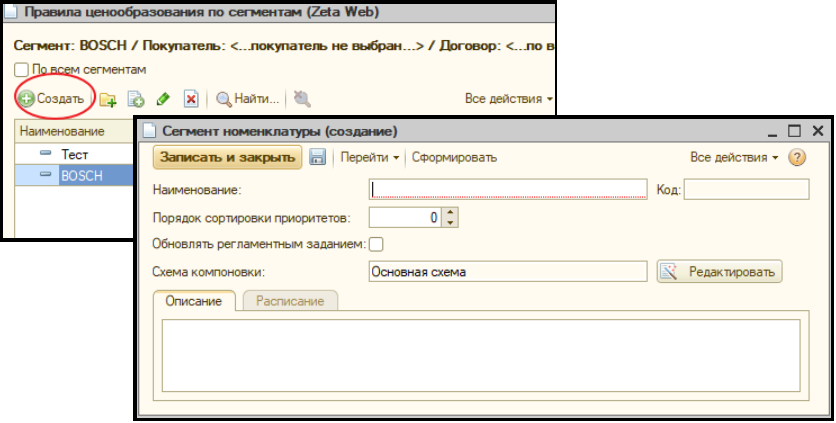 Правила ценообразования по сегментам (Zeta Web)
Сегмент: BOSCH / Покупатель: <...покупатель не выбран...> / Договор: <...по в
По всем сегментам
Создать Найти... Все действия
Наименование
Тест
BOSCH
Сегмент номенклатуры (создание)
Записать и закрыть Перейти Сформировать Все действия ?
Наименование: Код:
Порядок сортировки приоритетов: 0
Обновлять регламентным заданием:
Схема компоновки: Основная схема Редактировать
Описание Расписание